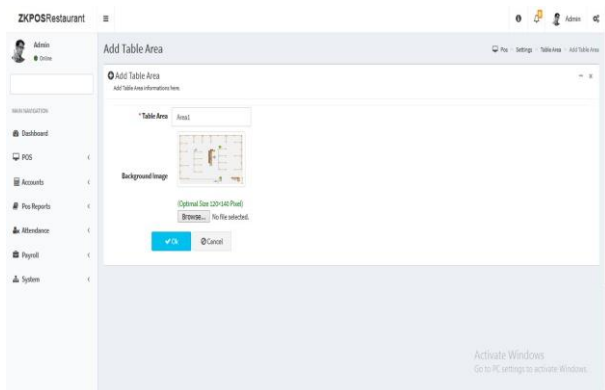 ZKPOSRestaurant
Admin
Admin
Online
Add Table Area
Pos - Settings - Table Area - Add Table Area
Add Table Area
Add Table Area informations here.
MAIN NAVIGATION
Dashboard
POS
Accounts
Pos Reports
Attendance
Payroll
System
* Table Area
Area1
Background Image
(Optimal Size 120×140 Pixel)
Browse... No file selected.
Ok
Cancel
Activate Windows
Go to PC settings to activate Windows.